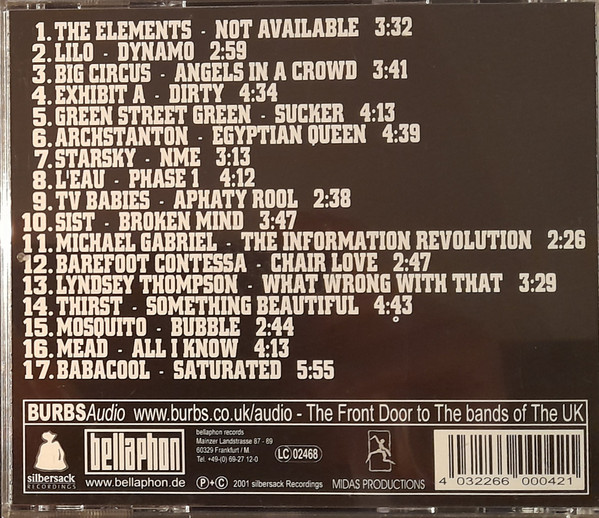 1. THE ELEMENTS - NOT AVAILABLE 3:32
2. LILO - DYNAMO 2:59
3. BIG CIRCUS - ANGELS IN A CROWD 3:41
4. EXHIBIT A - DIRTY 4:34
5. GREEN STREET GREEN - SUCKER 4:13
6. ARCHSTANTON - EGYPTIAN QUEEN 4:39
7. STARSKY - NME 3:13
8. L'EAU - PHASE 1 4:12
9. TV BABIES - APHATY ROOL 2:38
10. SIST - BROKEN MIND 3:47
11. MICHAEL GABRIEL - THE INFORMATION REVOLUTION 2:26
12. BAREFOOT CONTESSA - CHAIR LOVE 2:47
13. LYNDSEY THOMPSON - WHAT WRONG WITH THAT 3:29
14. THIRST - SOMETHING BEAUTIFUL 4:43
15. MOSQUITO - BUBBLE 2:44
16. MEAD - ALL I KNOW 4:13
17. BABACOOL - SATURATED 5:55
BURBSAudio www.burbs.co.uk/audio - The Front Door to The bands of The UK
silbersack
RECORDINGS
bellaphon
www.bellaphon.de
bellaphon records
Mainzer Landstrasse 87 - 89
60329 Frankfurt / M
Tel. +49-(0) 69-27 12-0
LC 02468
P + C 2001 silbersack Recordings
MIDAS PRODUCTIONS
4 032266 000421